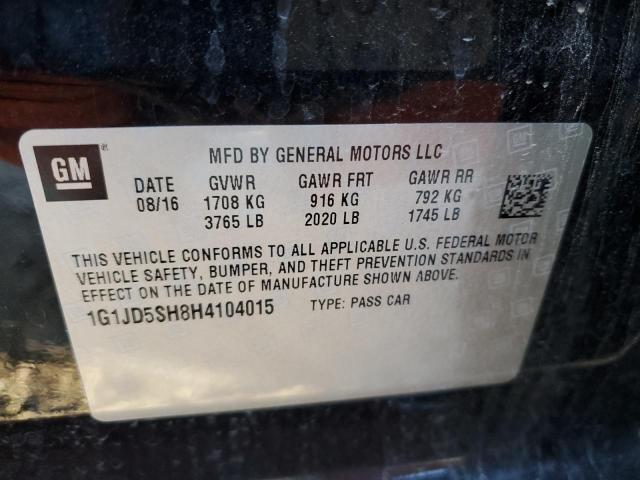 GM ®
MFD BY GENERAL MOTORS LLC
DATE GVWR GAWR FRT GAWR RR
08/16 1708 KG 916 KG 792 KG
3765 LB 2020 LB 1745 LB
THIS VEHICLE CONFORMS TO ALL APPLICABLE U.S. FEDERAL MOTOR
VEHICLE SAFETY, BUMPER, AND THEFT PREVENTION STANDARDS IN
EFFECT ON THE DATE OF MANUFACTURE SHOWN ABOVE.
1G1JD5SH8H4104015 TYPE: PASS CAR